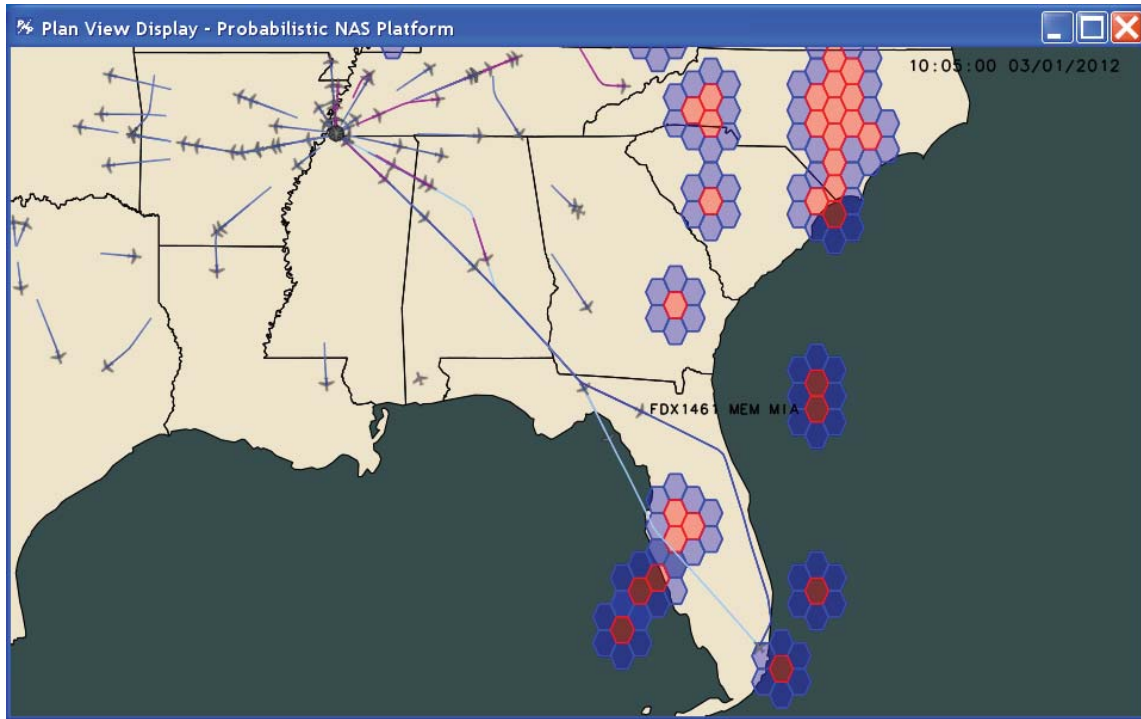 Plan View Display - Probabilistic NAS Platform
10:05:00 03/01/2012
FDX1461 MEM MIA